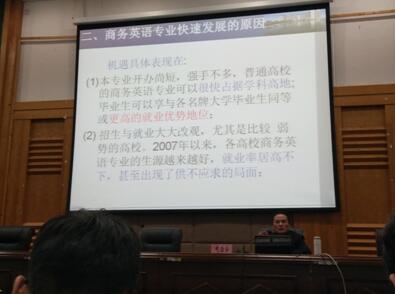 二、商务英语专业快速发展的原因
机遇具体表现在:
(1)本专业开办尚短，强手不多，普通高校
的商务英语专业可以很快占据学科高地;
毕业生可以享与各名牌大学毕业生同等
或更高的就业优势地位;
(2) 招生与就业大大改观，尤其是比较 弱
势的高校。2007年以来，各高校商务英
语专业的生源越来越好，就业率居高不
下，甚至出现了供不应求的局面;